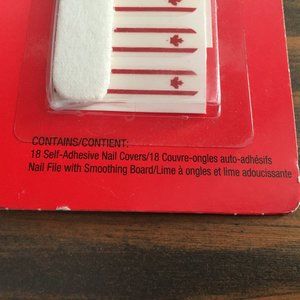 CONTAINS/CONTIENT:
18 Self-Adhesive Nail Covers/18 Couvre-ongles auto-adhésifs
Nail File with Smoothing Board/Lime à ongles et lime adoucissante